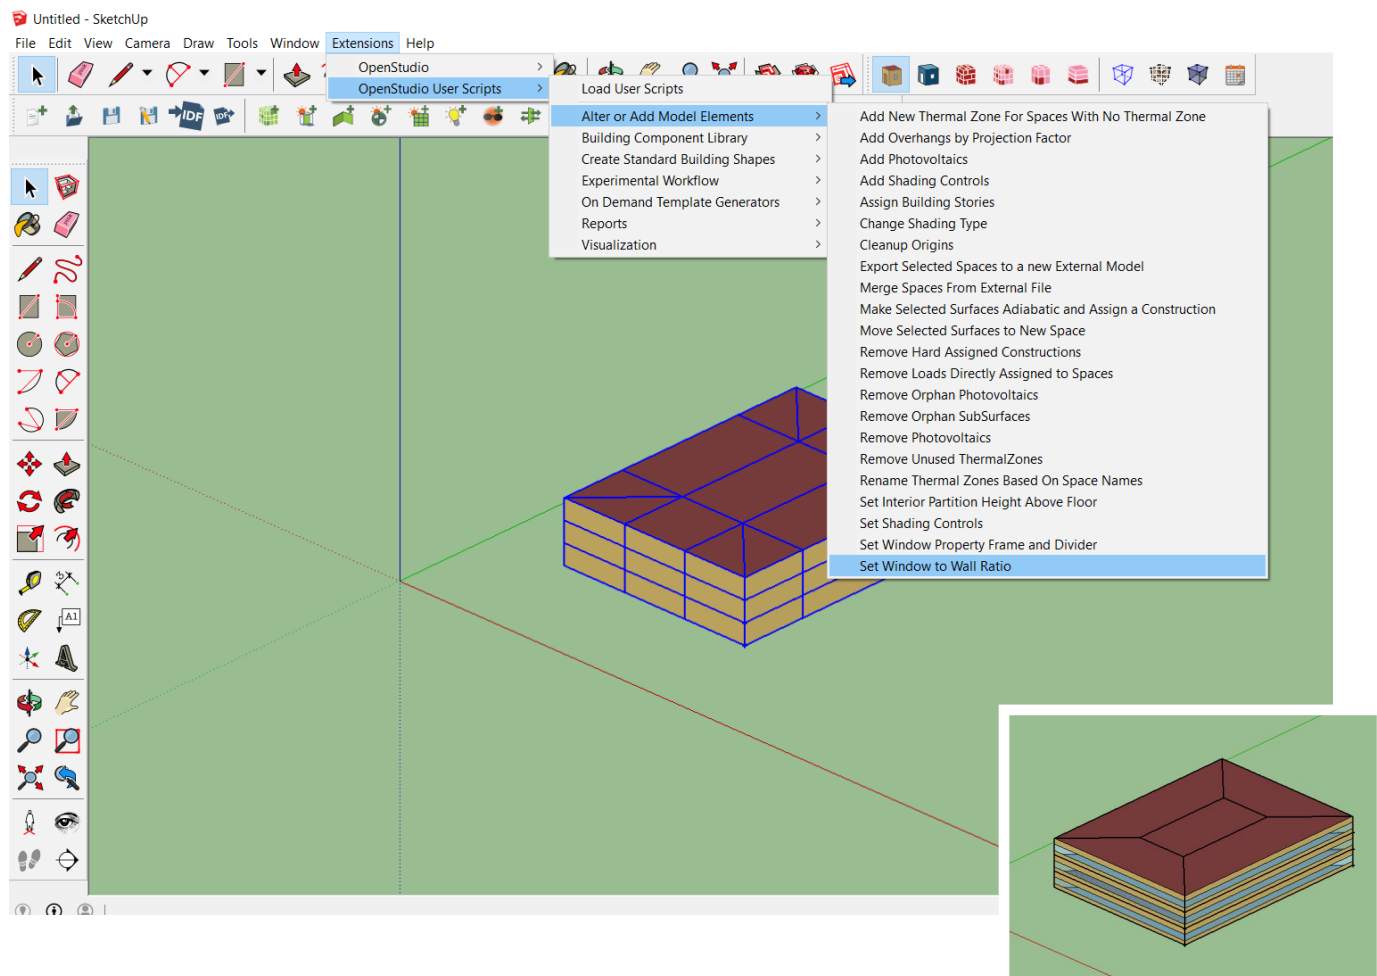 Untitled - SketchUp
File Edit View Camera Draw Tools Window Extensions Help
OpenStudio
OpenStudio User Scripts
Load User Scripts
Alter or Add Model Elements
Building Component Library
Create Standard Building Shapes
Experimental Workflow
On Demand Template Generators
Reports
Visualization
Add New Thermal Zone For Spaces With No Thermal Zone
Add Overhangs by Projection Factor
Add Photovoltaics
Add Shading Controls
Assign Building Stories
Change Shading Type
Cleanup Origins
Export Selected Spaces to a new External Model
Merge Spaces From External File
Make Selected Surfaces Adiabatic and Assign a Construction
Move Selected Surfaces to New Space
Remove Hard Assigned Constructions
Remove Loads Directly Assigned to Spaces
Remove Orphan Photovoltaics
Remove Orphan SubSurfaces
Remove Photovoltaics
Remove Unused ThermalZones
Rename Thermal Zones Based On Space Names
Set Interior Partition Height Above Floor
Set Shading Controls
Set Window Property Frame and Divider
Set Window to Wall Ratio
IDF
IDF
A1